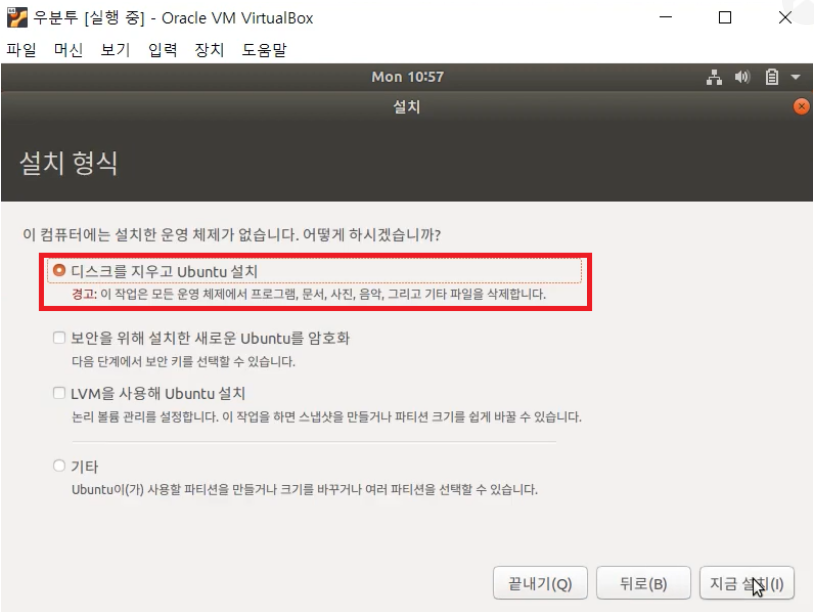 우분투 [실행 중] - Oracle VM VirtualBox
파일 머신 보기 입력 장치 도움말
Mon 10:57
설치
설치 형식
이 컴퓨터에는 설치한 운영 체제가 없습니다. 어떻게 하시겠습니까?
디스크를 지우고 Ubuntu 설치
경고: 이 작업은 모든 운영 체제에서 프로그램, 문서, 사진, 음악, 그리고 기타 파일을 삭제합니다.
보안을 위해 설치한 새로운 Ubuntu를 암호화
다음 단계에서 보안 키를 선택할 수 있습니다.
LVM을 사용해 Ubuntu 설치
논리 볼륨 관리를 설정합니다. 이 작업을 하면 스냅샷을 만들거나 파티션 크기를 쉽게 바꿀 수 있습니다.
기타
Ubuntu이(가) 사용할 파티션을 만들거나 크기를 바꾸거나 여러 파티션을 선택할 수 있습니다.
끝내기(Q) 뒤로(B) 지금 설치(I)